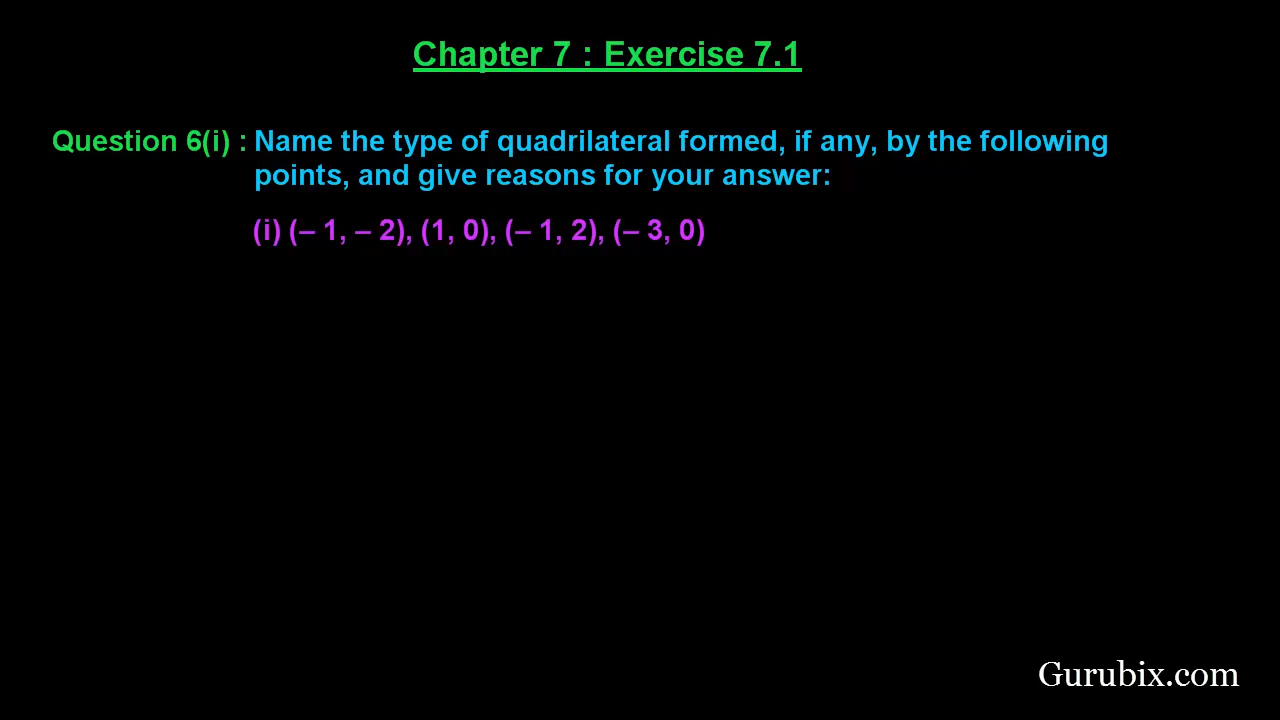 Chapter 7 : Exercise 7.1
Question 6(i) : Name the type of quadrilateral formed, if any, by the following
points, and give reasons for your answer:
(i) (– 1, – 2), (1, 0), (– 1, 2), (– 3, 0)
Gurubix.com